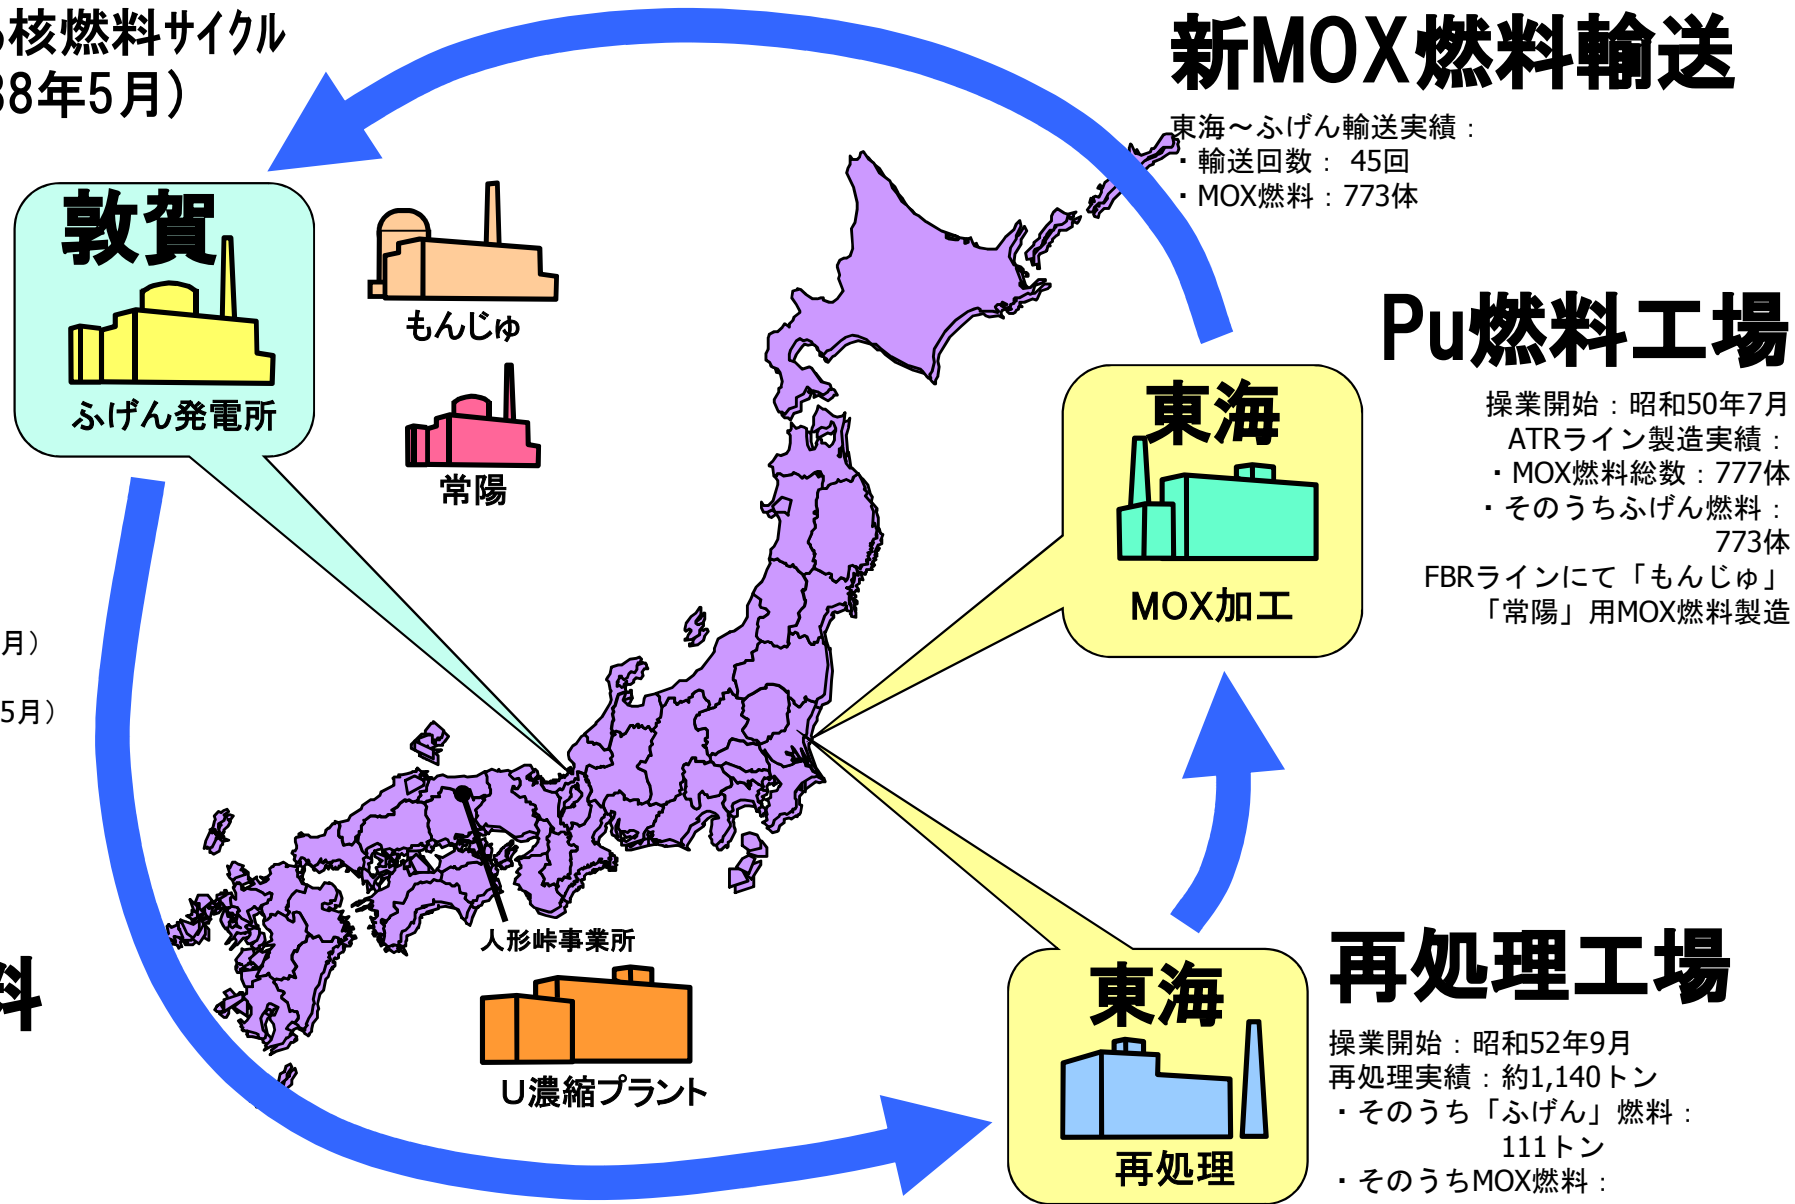 核燃料サイクル
88年5月）
新MOX燃料輸送
東海～ふげん輸送実績：
・輸送回数： 45回
・MOX燃料：773体
敦賀
ふげん発電所
もんじゅ
常陽
Pu燃料工場
操業開始：昭和50年7月
ATRライン製造実績：
・MOX燃料総数：777体
・そのうちふげん燃料：
773体
FBRラインにて「もんじゅ」
「常陽」用MOX燃料製造
東海
MOX加工
月）
5月）
人形峠事業所
U濃縮プラント
料
東海
再処理
再処理工場
操業開始：昭和52年9月
再処理実績：約1,140トン
・そのうち「ふげん」燃料：
111トン
・そのうちMOX燃料：